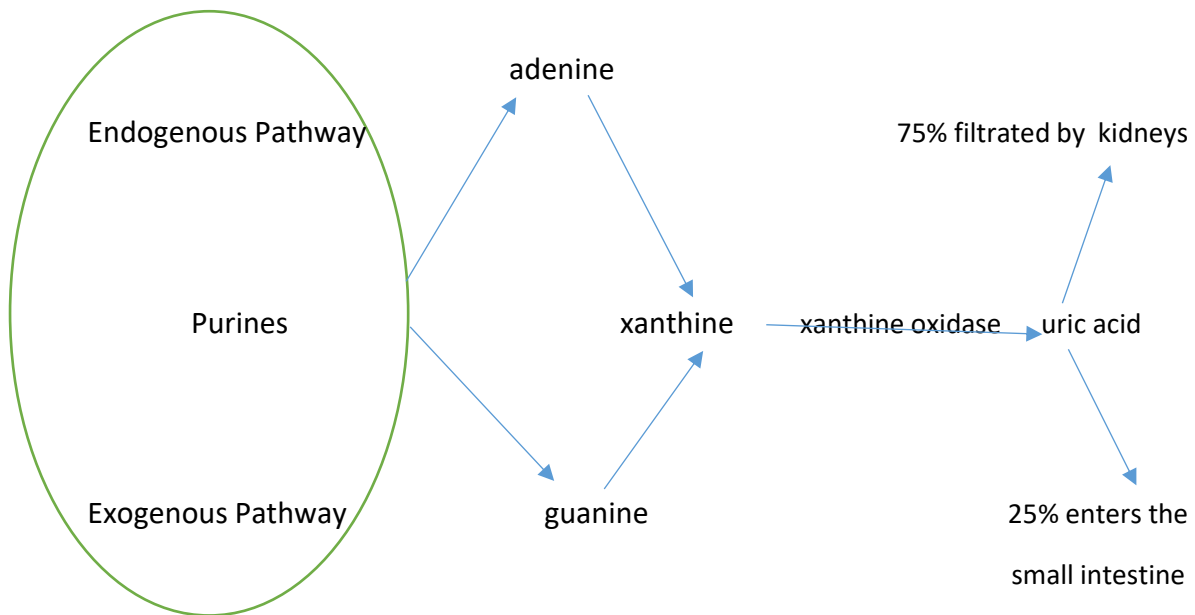 adenine
Endogenous Pathway
75% filtrated by kidneys
Purines
xanthine
xanthine oxidase
uric acid
Exogenous Pathway
guanine
25% enters the
small intestine